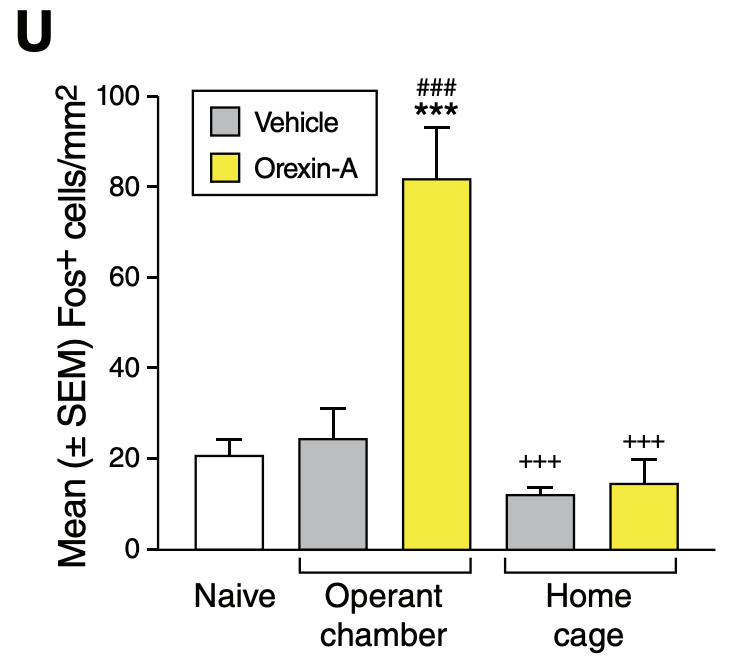 U
Mean (± SEM) Fos⁺ cells/mm²
100
80
60
40
20
0
Vehicle
Orexin-A
###
***
+++
+++
Naive
Operant
chamber
Home
cage